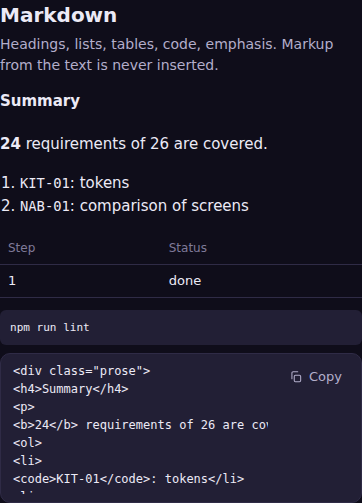 Markdown
Headings, lists, tables, code, emphasis. Markup
from the text is never inserted.
Summary
24 requirements of 26 are covered.
1. KIT-01: tokens
2. NAB-01: comparison of screens
Step Status
1 done
npm run lint
Copy
<div class="prose">
<h4>Summary</h4>
<p>
<b>24</b> requirements of 26 are cov
<ol>
<li>
<code>KIT-01</code>: tokens</li>